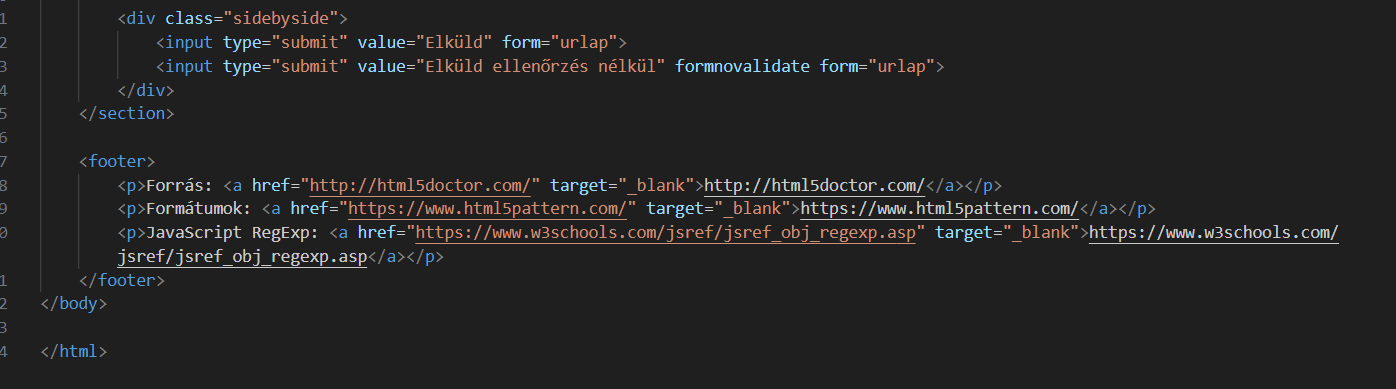 1 <div class="sidebyside">
2 <input type="submit" value="Elküld" form="urlap">
3 <input type="submit" value="Elküld ellenőrzés nélkül" formnovalidate form="urlap">
4 </div>
5 </section>
6
7 <footer>
8 <p>Forrás: <a href="http://html5doctor.com/" target="_blank">http://html5doctor.com/</a></p>
9 <p>Formátumok: <a href="https://www.html5pattern.com/" target="_blank">https://www.html5pattern.com/</a></p>
0 <p>JavaScript RegExp: <a href="https://www.w3schools.com/jsref/jsref_obj_regexp.asp" target="_blank">https://www.w3schools.com/
jsref/jsref_obj_regexp.asp</a></p>
1 </footer>
2 </body>
3
4 </html>